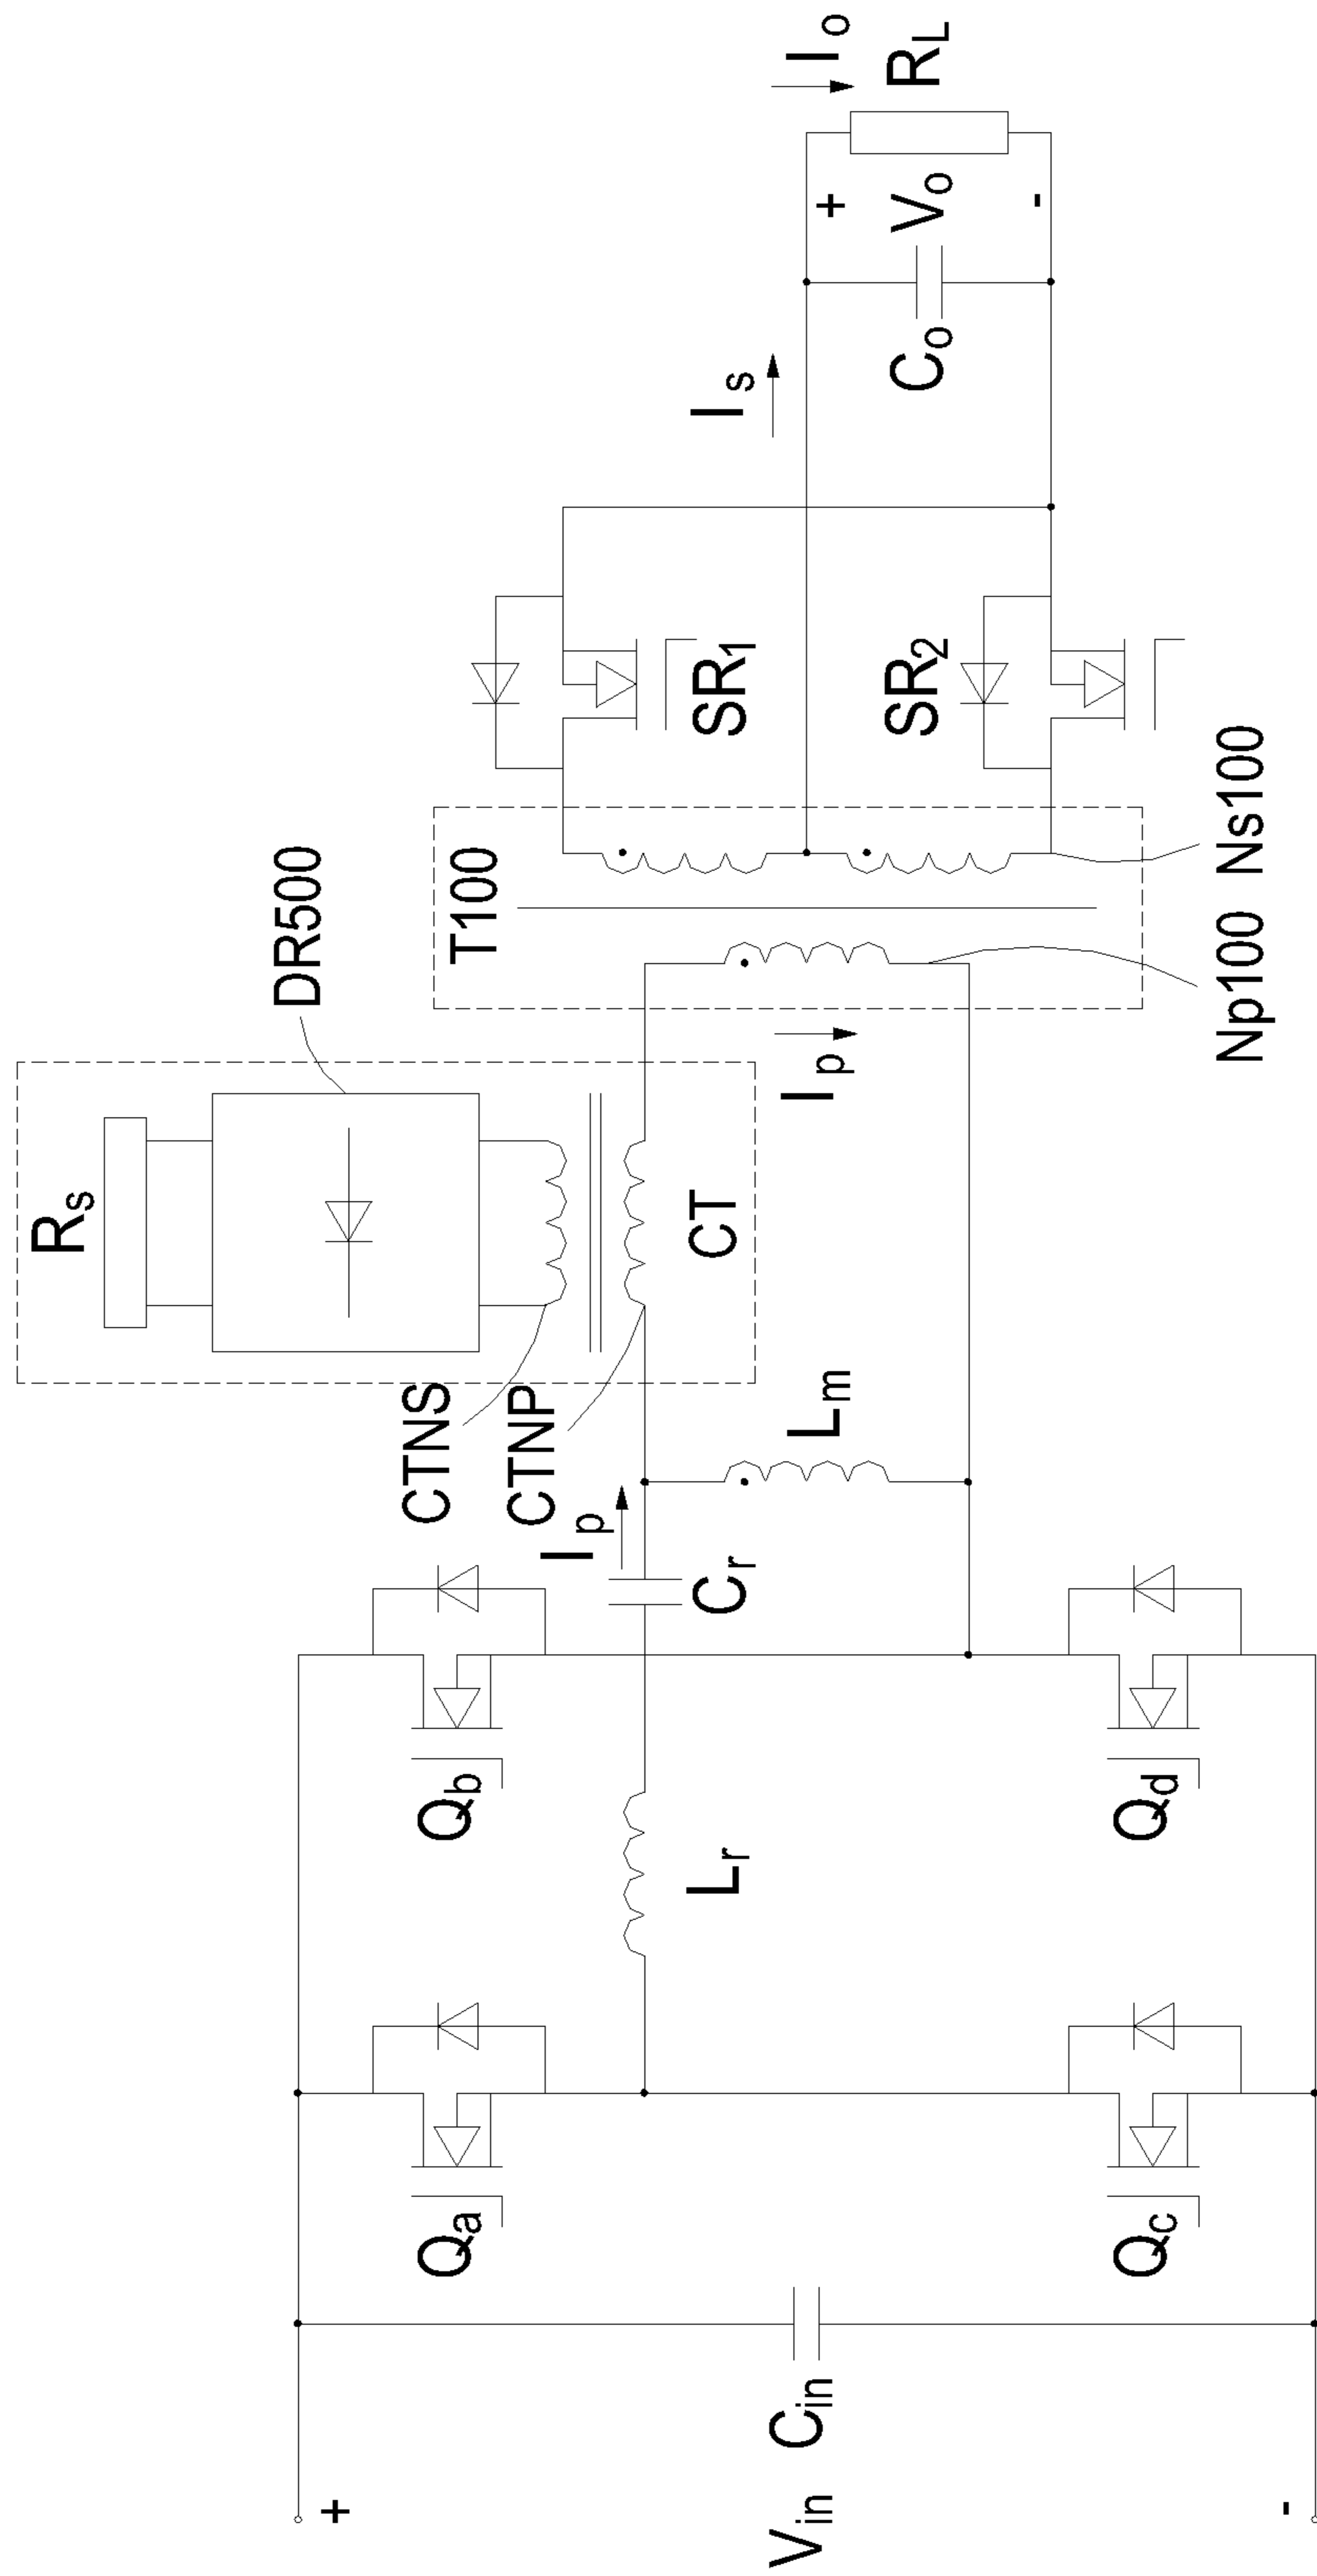 Rs
DR500
CTNS
CTNP
CT
T100
Qa
Qb
Ip
Cr
Lr
Lm
Ip
SR1
SR2
Is
Io
+
Vo
-
Co
RL
+
Vin
Cin
-
Qc
Qd
Np100
Ns100